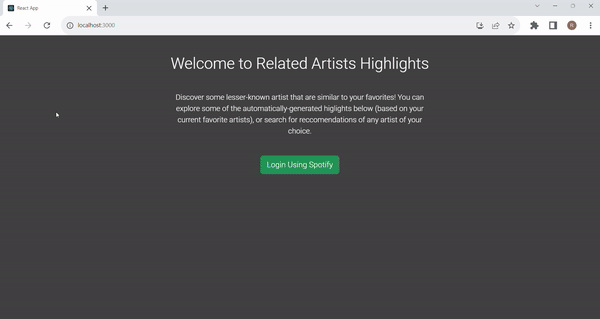 React App
localhost:3000
R
Welcome to Related Artists Highlights
Discover some lesser-known artist that are similar to your favorites! You can
explore some of the automatically-generated higlights below (based on your
current favorite artists), or search for reccomendations of any artist of your
choice.
Login Using Spotify